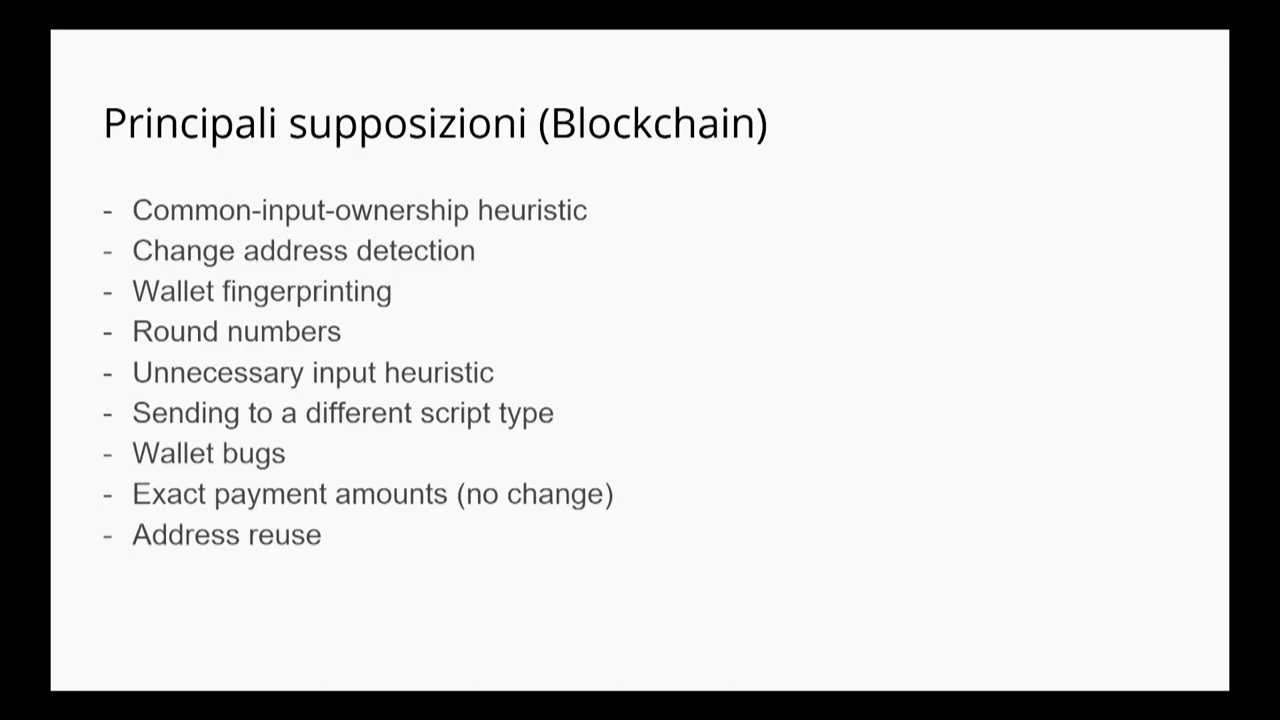 Principali supposizioni (Blockchain)
- Common-input-ownership heuristic
- Change address detection
- Wallet fingerprinting
- Round numbers
- Unnecessary input heuristic
- Sending to a different script type
- Wallet bugs
- Exact payment amounts (no change)
- Address reuse